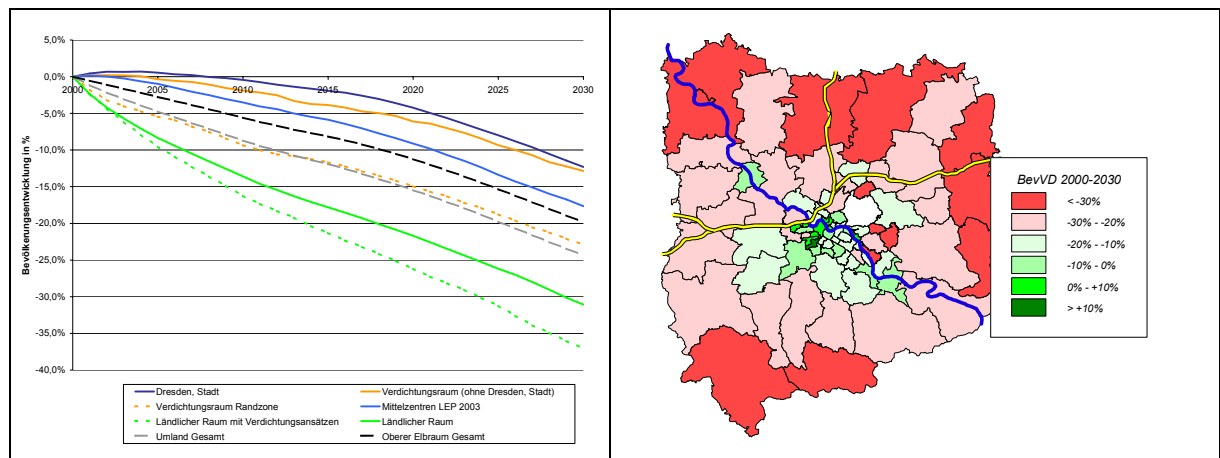 5,0%
0,0%
2000 2005 2010 2015 2020 2025 2030
-5,0%
-10,0%
-15,0%
-20,0%
-25,0%
-30,0%
-35,0%
-40,0%
Bevölkerungsentwicklung in %
Dresden, Stadt
Verdichtungsraum (ohne Dresden, Stadt)
Verdichtungsraum Randzone
Mittelzentren LEP 2003
Ländlicher Raum mit Verdichtungsansätzen
Ländlicher Raum
Umland Gesamt
Oberer Elbraum Gesamt
BevVD 2000-2030
< -30%
-30% - -20%
-20% - -10%
-10% - 0%
0% - +10%
> +10%